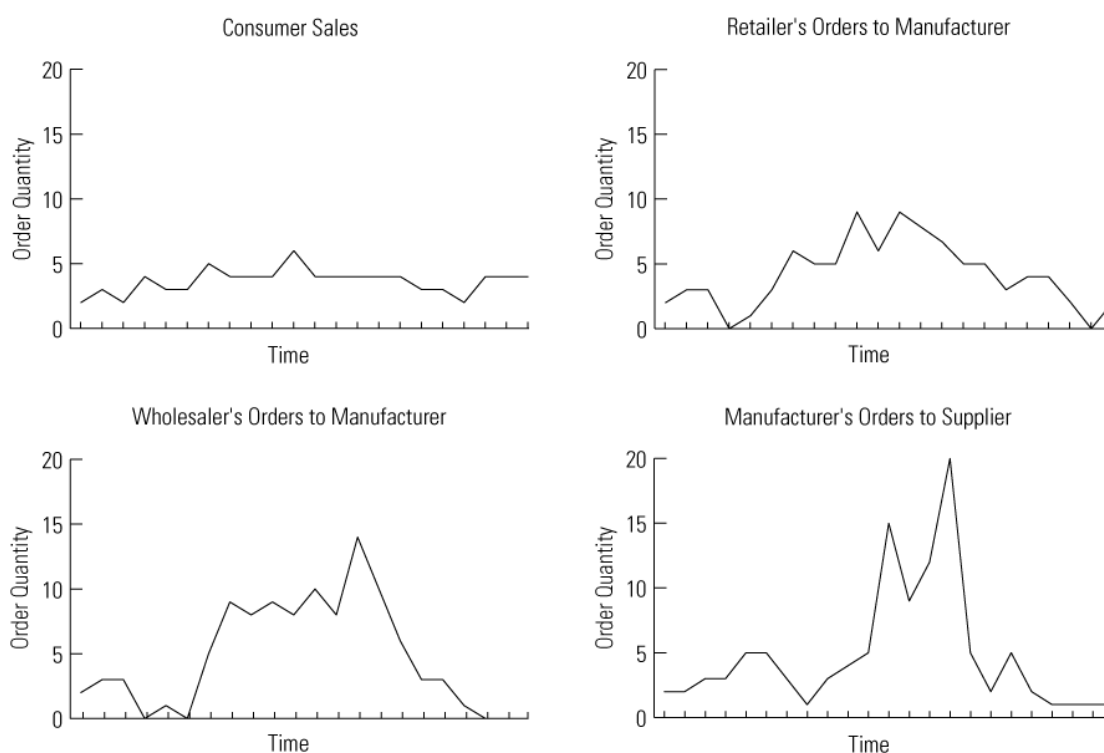 Consumer Sales
20
15
10
5
0
Order Quantity
Time
Retailer's Orders to Manufacturer
20
15
10
5
0
Order Quantity
Time
Wholesaler's Orders to Manufacturer
20
15
10
5
0
Order Quantity
Time
Manufacturer's Orders to Supplier
20
15
10
5
0
Order Quantity
Time